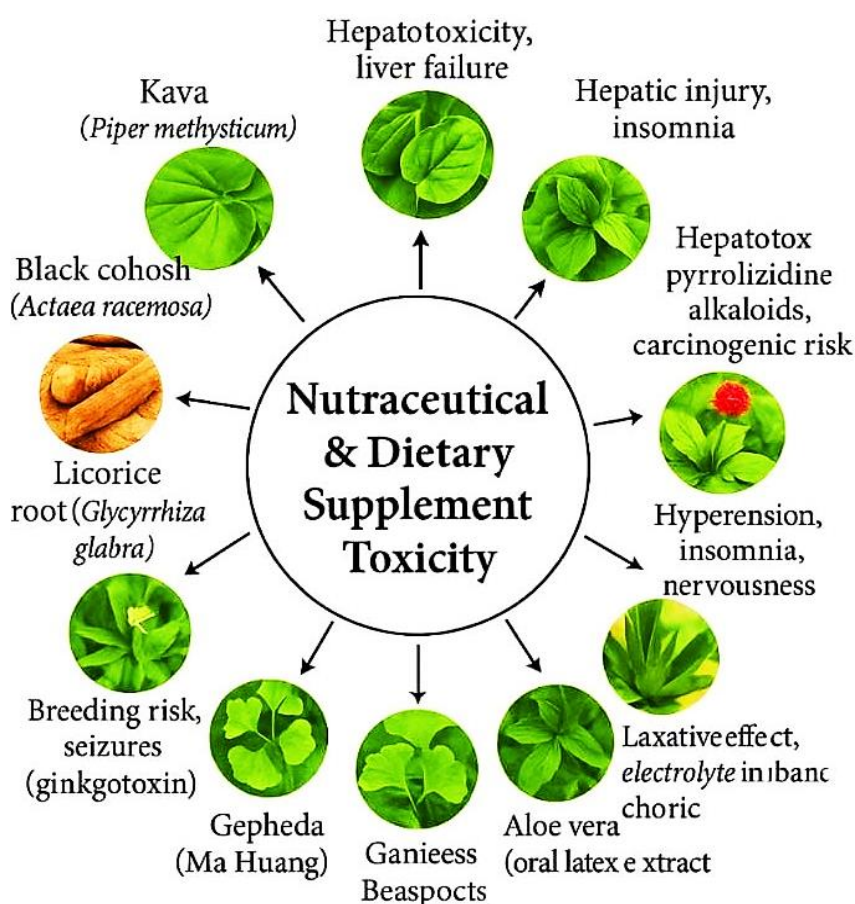 Hepatotoxicity,
liver failure
Kava
(Piper methysticum)
Hepatic injury,
insomnia
Black cohosh
(Actaea racemosa)
Hepatotox
pyrrolizidine
alkaloids,
carcinogenic risk
Nutraceutical
& Dietary
Supplement
Toxicity
Licorice
root (Glycyrrhiza
glabra)
Hyperension,
insomnia,
nervousness
Breeding risk,
seizures
(ginkgotoxin)
Gepheda
(Ma Huang)
Ganieess
Beaspocts
Aloe vera
(oral latex e xtract
Laxative effect,
electrolyte in
choric